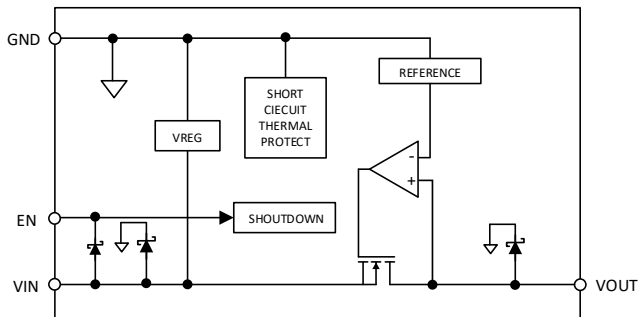 GND
REFERENCE
SHORT
CIECUIT
THERMAL
PROTECT
VREG
-
+
EN
SHOUTDOWN
VIN
VOUT